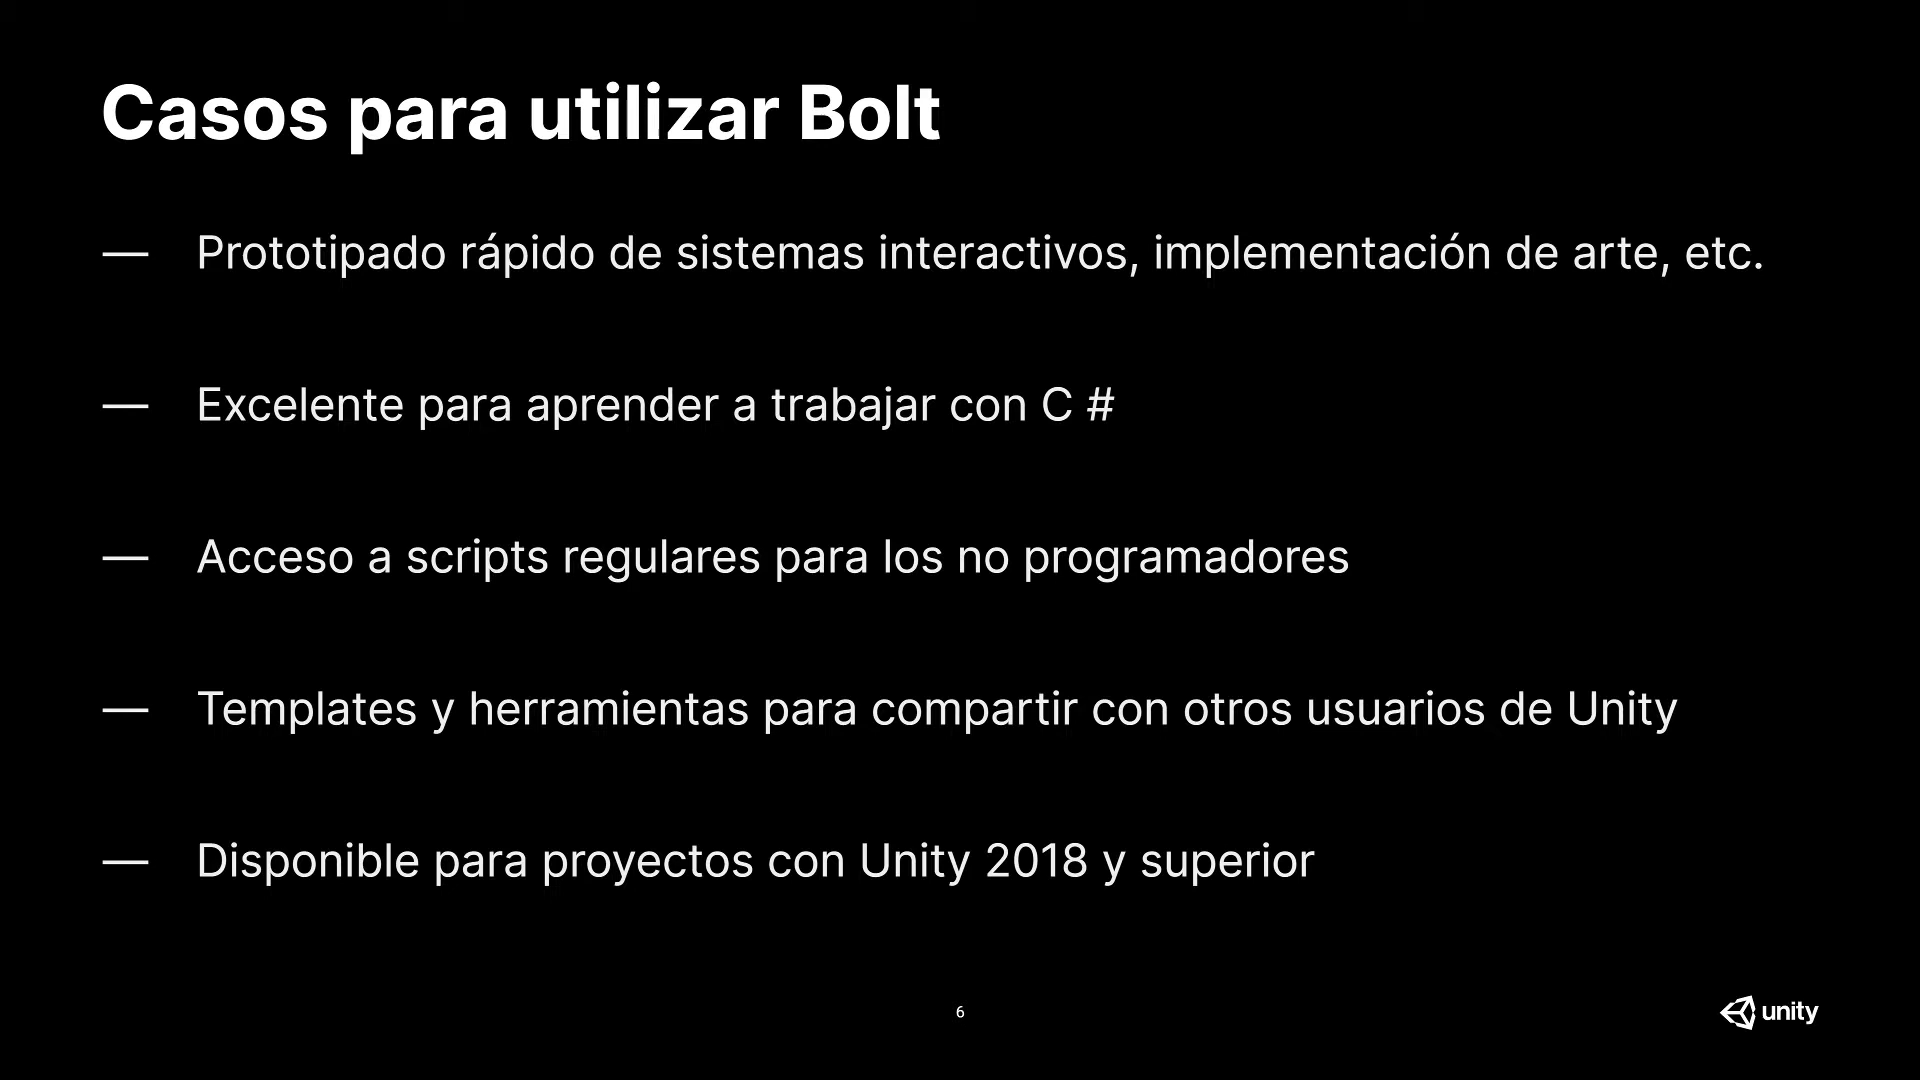 Casos para utilizar Bolt
— Prototipado rápido de sistemas interactivos, implementación de arte, etc.
— Excelente para aprender a trabajar con C #
— Acceso a scripts regulares para los no programadores
— Templates y herramientas para compartir con otros usuarios de Unity
— Disponible para proyectos con Unity 2018 y superior
6
unity